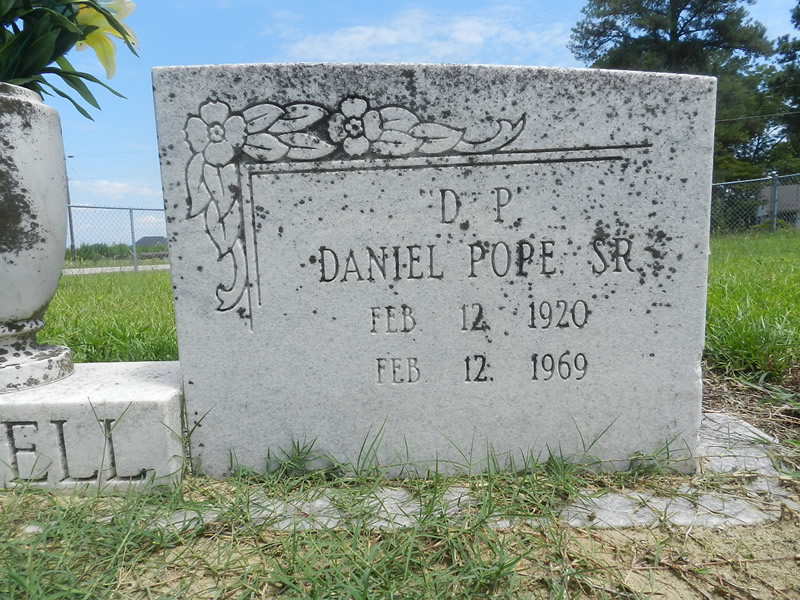 "D. P."
DANIEL POPE, SR.
FEB. 12, 1920
FEB. 12, 1969
ELL